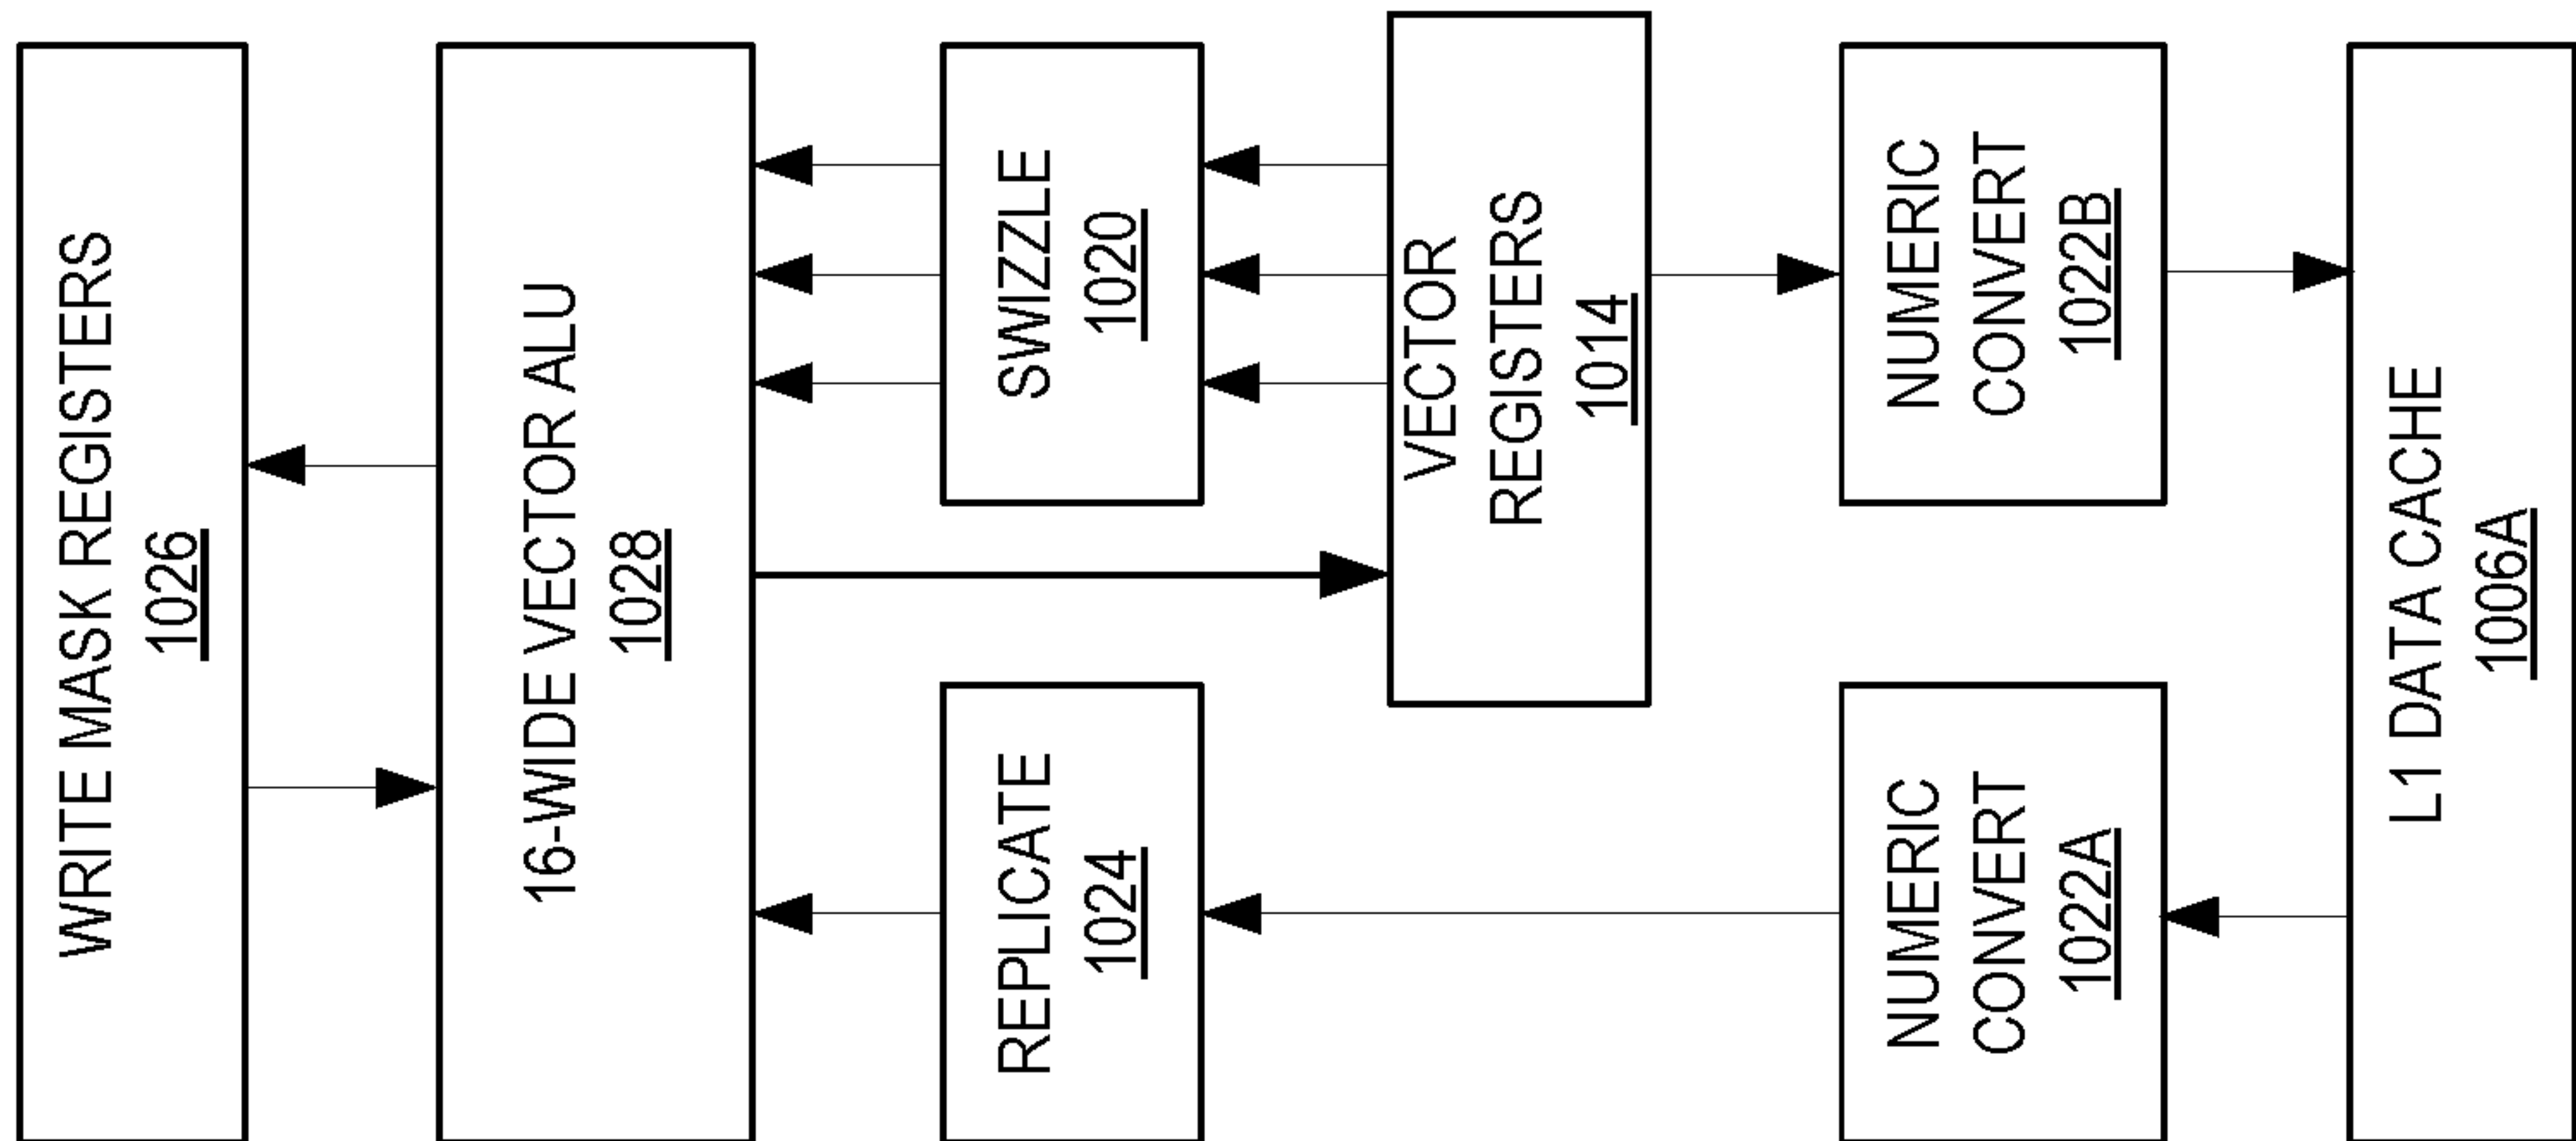 WRITE MASK REGISTERS
1026
16-WIDE VECTOR ALU
1028
REPLICATE
1024
SWIZZLE
1020
VECTOR
REGISTERS
1014
NUMERIC
CONVERT
1022A
NUMERIC
CONVERT
1022B
L1 DATA CACHE
1006A